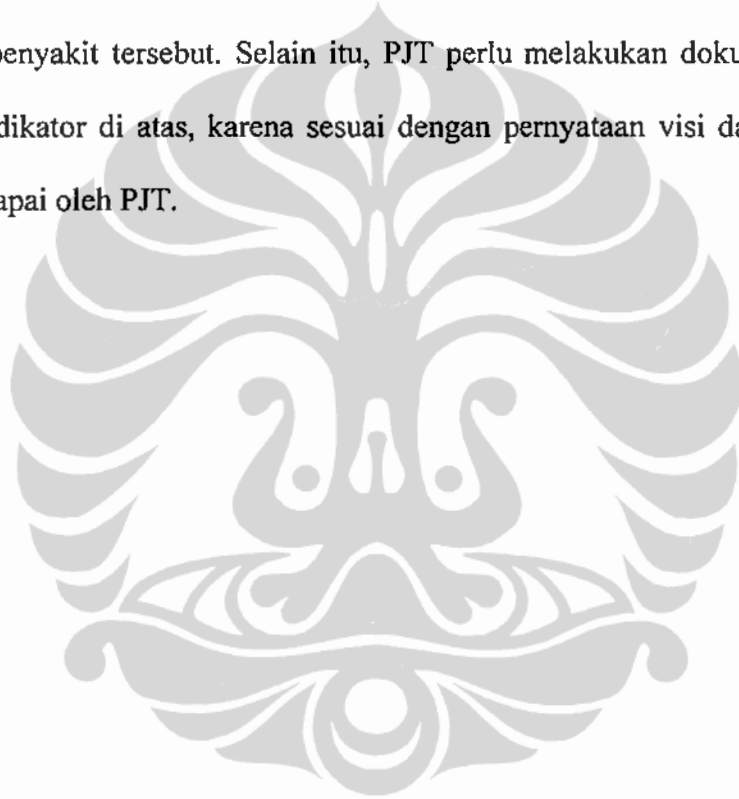 penyakit tersebut. Selain itu, PJT perlu melakukan doku
dikator di atas, karena sesuai dengan pernyataan visi da
apai oleh PJT.